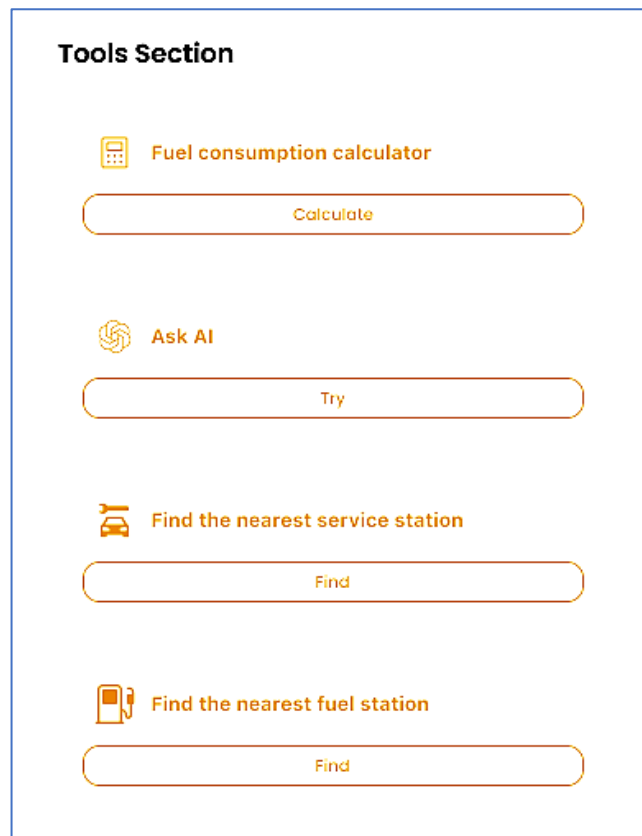 Tools Section
Fuel consumption calculator
Calculate
Ask AI
Try
Find the nearest service station
Find
Find the nearest fuel station
Find